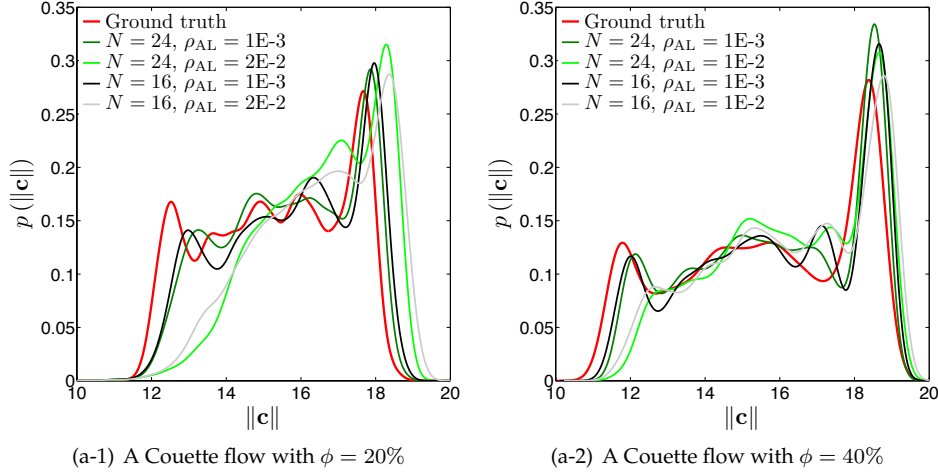 0.35
0.3
0.25
0.2
0.15
0.1
0.05
0
p (||c||)
Ground truth
N = 24, ρAL = 1E-3
N = 24, ρAL = 2E-2
N = 16, ρAL = 1E-3
N = 16, ρAL = 2E-2
10 12 14 16 18 20
||c||
(a-1) A Couette flow with ϕ = 20%
0.35
0.3
0.25
0.2
0.15
0.1
0.05
0
p (||c||)
Ground truth
N = 24, ρAL = 1E-3
N = 24, ρAL = 1E-2
N = 16, ρAL = 1E-3
N = 16, ρAL = 1E-2
10 12 14 16 18 20
||c||
(a-2) A Couette flow with ϕ = 40%